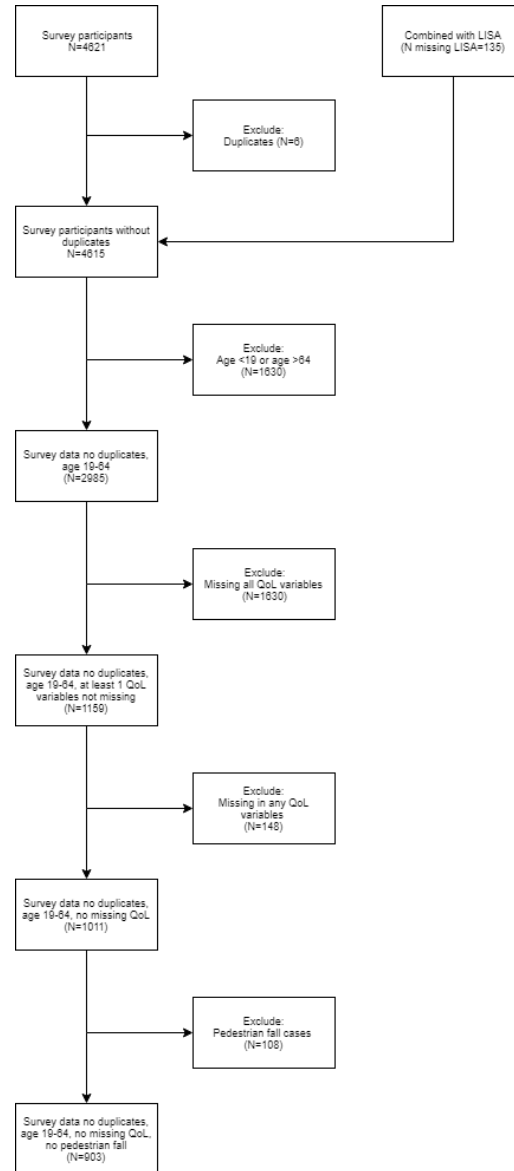 Survey participants
N=4621
Combined with LISA
(N missing LISA=135)
Exclude:
Duplicates (N=6)
Survey participants without
duplicates
N=4615
Exclude:
Age <19 or age >64
(N=1630)
Survey data no duplicates,
age 19-64
(N=2985)
Exclude:
Missing all QoL variables
(N=1630)
Survey data no duplicates,
age 19-64, at least 1 QoL
variables not missing
(N=1159)
Exclude:
Missing in any QoL
variables
(N=148)
Survey data no duplicates,
age 19-64, no missing QoL
(N=1011)
Exclude:
Pedestrian fall cases
(N=108)
Survey data no duplicates,
age 19-64, no missing QoL,
no pedestrian fall
(N=903)